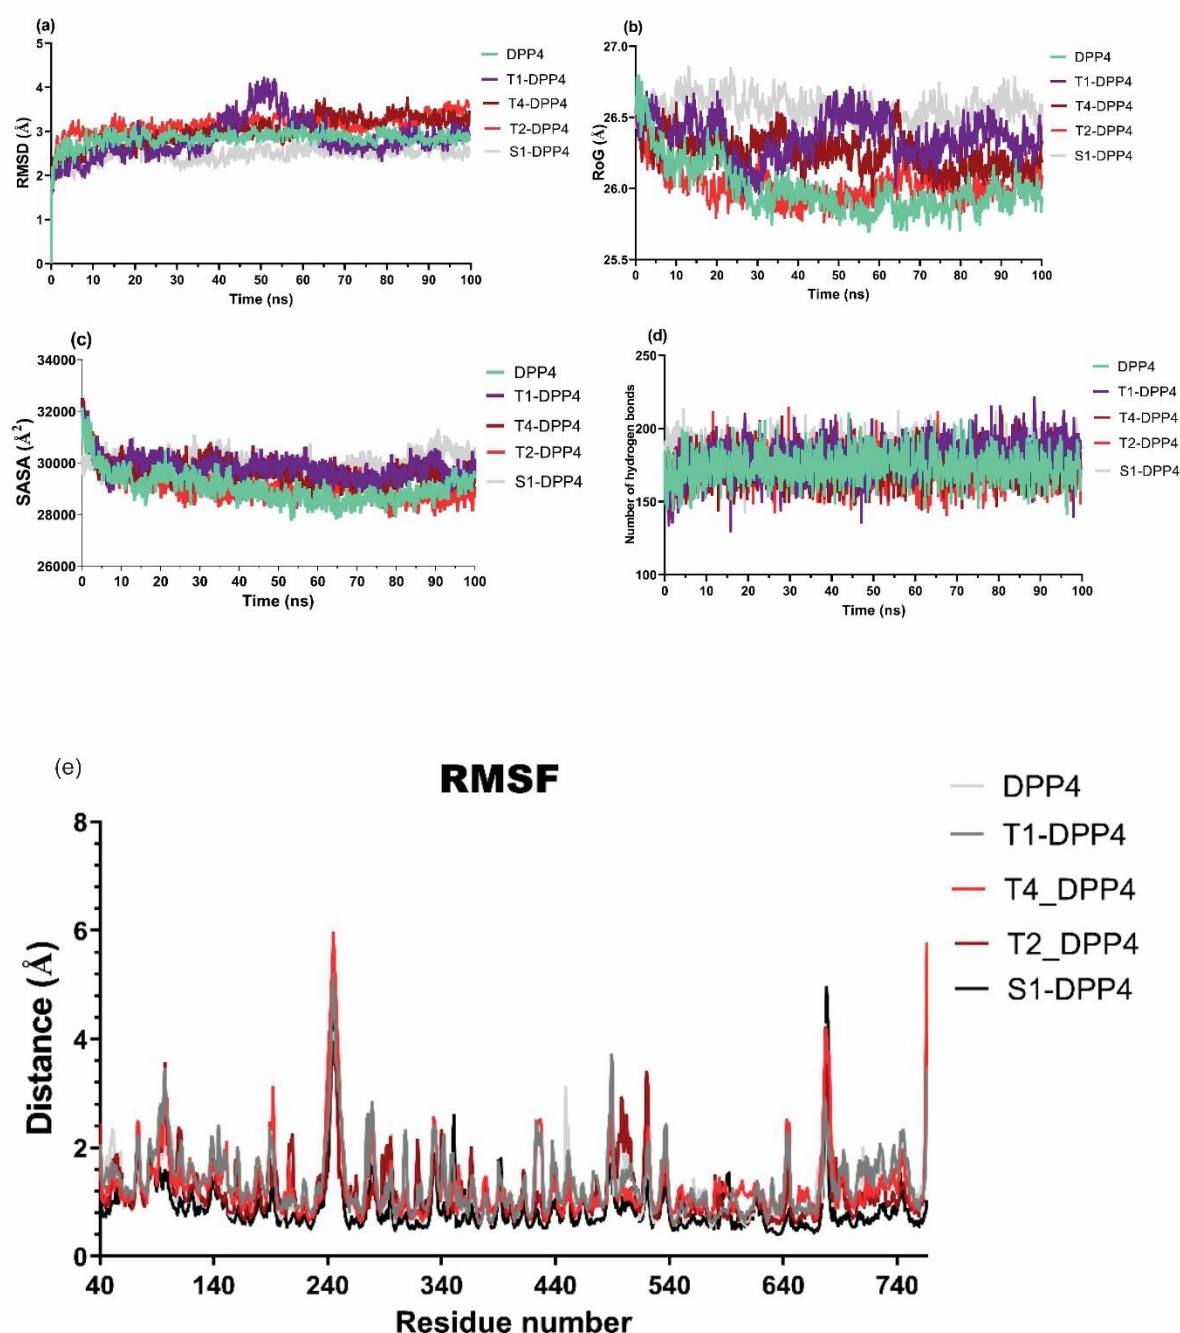 (a)
5
4
3
2
1
0
RMSD (Å)
0 10 20 30 40 50 60 70 80 90 100
Time (ns)
DPP4
T1-DPP4
T4-DPP4
T2-DPP4
S1-DPP4
(b)
27.0
26.5
26.0
25.5
RoG (Å)
0 10 20 30 40 50 60 70 80 90 100
Time (ns)
DPP4
T1-DPP4
T4-DPP4
T2-DPP4
S1-DPP4
(c)
34000
32000
30000
28000
26000
SASA (Å²)
0 10 20 30 40 50 60 70 80 90 100
Time (ns)
DPP4
T1-DPP4
T4-DPP4
T2-DPP4
S1-DPP4
(d)
250
200
150
100
Number of hydrogen bonds
0 10 20 30 40 50 60 70 80 90 100
Time (ns)
DPP4
T1-DPP4
T4-DPP4
T2-DPP4
S1-DPP4
(e)
RMSF
8
6
4
2
0
Distance (Å)
40 140 240 340 440 540 640 740
Residue number
DPP4
T1-DPP4
T4_DPP4
T2_DPP4
S1-DPP4